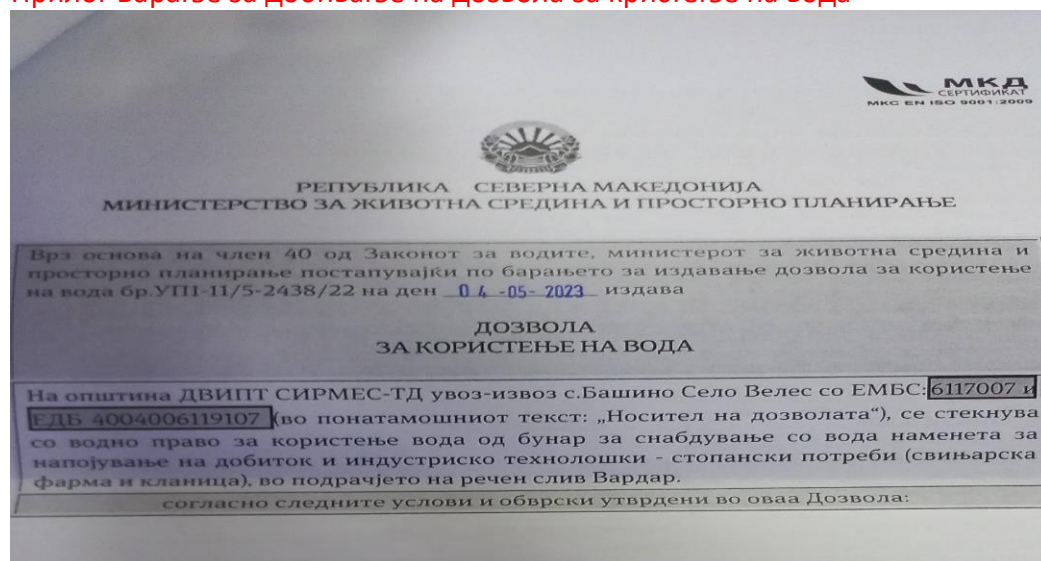 Прилог Барање за добивање на дозвола за користење на вода
МКД
СЕРТИФИКАТ
МКС EN ISO 9001:2009
РЕПУБЛИКА СЕВЕРНА МАКЕДОНИЈА
МИНИСТЕРСТВО ЗА ЖИВОТНА СРЕДИНА И ПРОСТОРНО ПЛАНИРАЊЕ
Врз основа на член 40 од Законот за водите, министерот за животна средина и
просторно планирање постапувајќи по барањето за издавање дозвола за користење
на вода бр.УП1-11/5-2438/22 на ден 04-05-2023 издава
ДОЗВОЛА
ЗА КОРИСТЕЊЕ НА ВОДА
На општина ДВИПТ СИРМЕС-ТД увоз-извоз с.Башино Село Велес со ЕМБС:6117007 и
ЕДБ 4004006119107 (во понатамошниот текст: „Носител на дозволата“), се стекнува
со водно право за користење вода од бунар за снабдување со вода наменета за
напојување на добиток и индустриско технолошки - стопански потреби (свињарска
фарма и кланица), во подрачјето на речен слив Вардар.
согласно следните услови и обврски утврдени во оваа Дозвола: